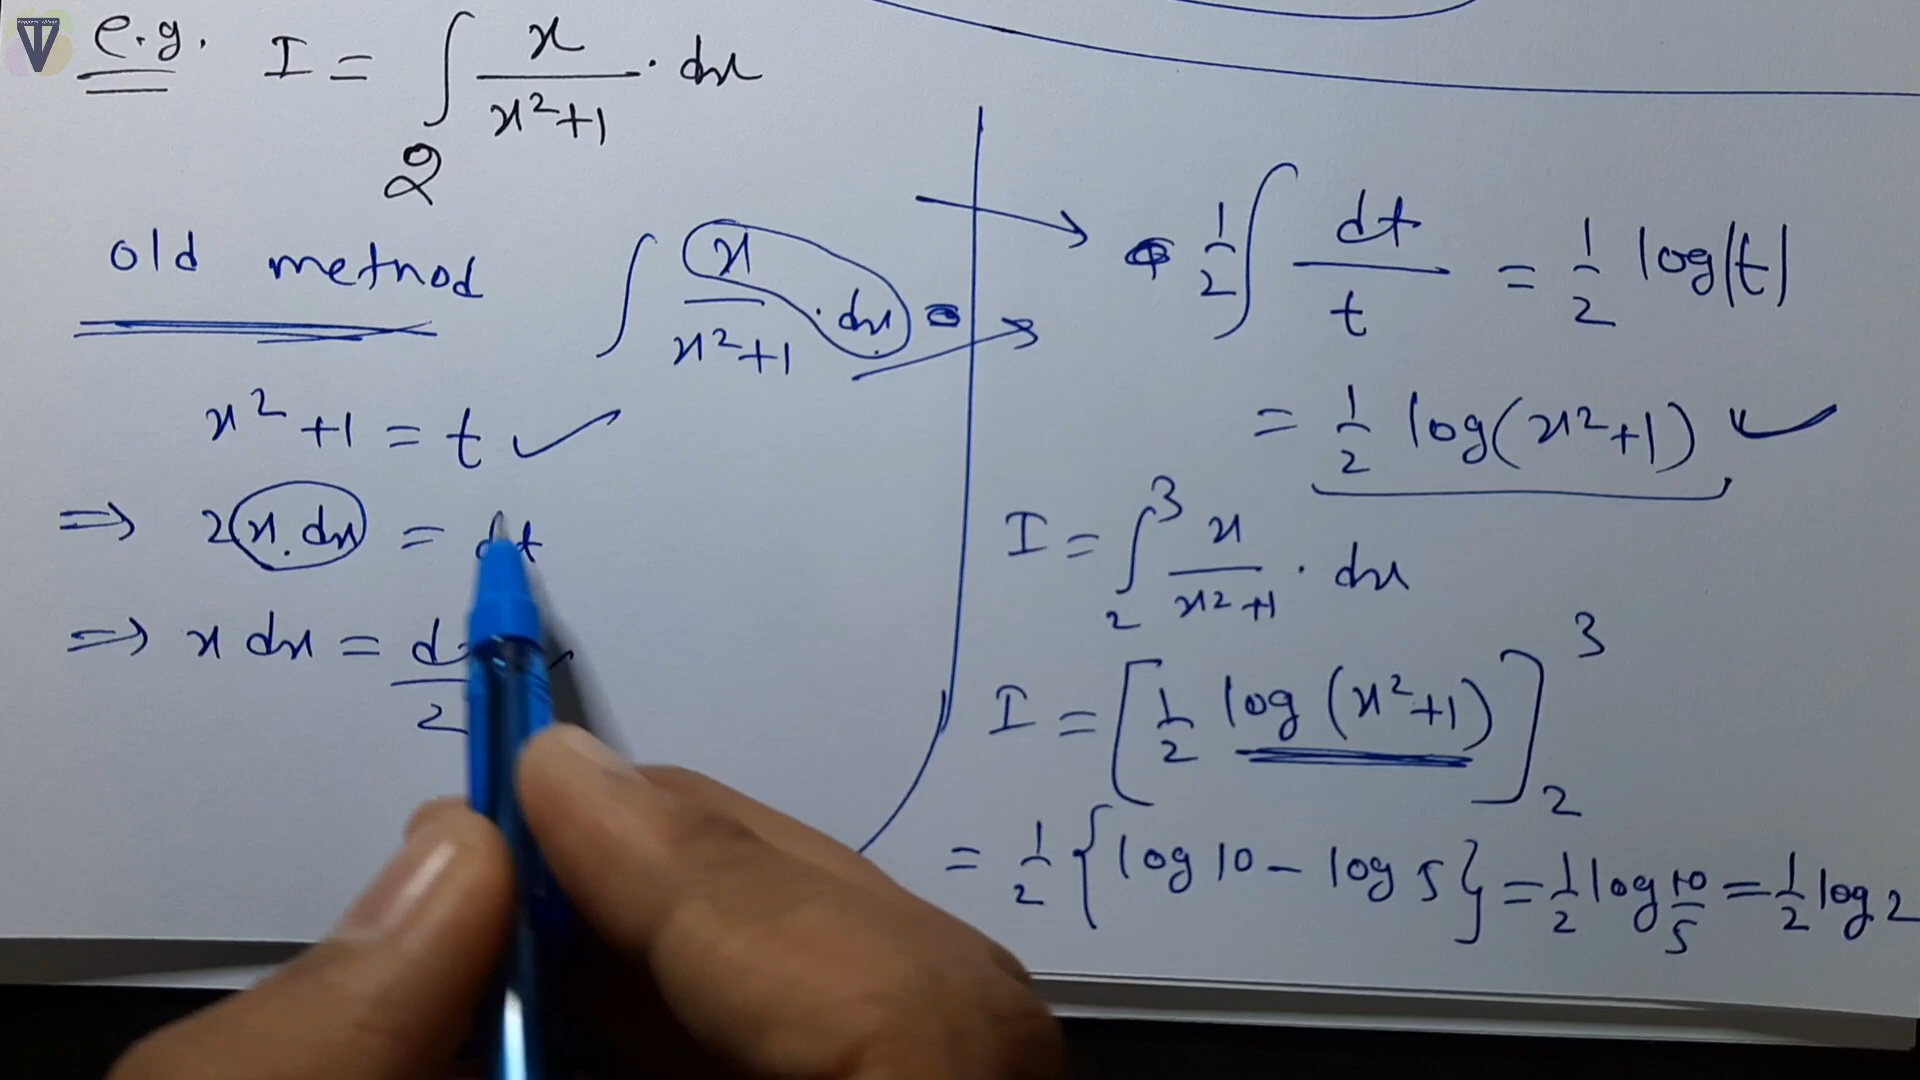 e.g. I = ∫₂ x/(x²+1) . dx
old method ∫ x/(x²+1) . dx
x²+1 = t ✓
⇒ 2x.dx = dt
⇒ x dx = d /2
1/2 ∫ dt/t = 1/2 log(t)
= 1/2 log(x²+1) ✓
I = ∫₂³ x/(x²+1) . dx
I = [1/2 log (x²+1)]₂³
= 1/2 {log 10 - log 5} = 1/2 log 10/5 = 1/2 log 2